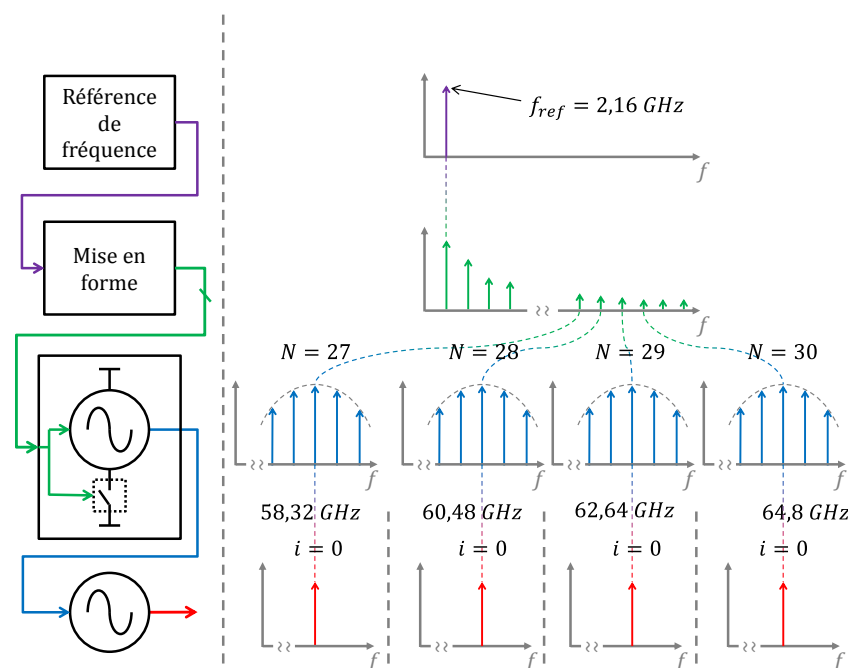 Référence
de
fréquence
f_ref = 2,16 GHz
f
Mise en
forme
f
N = 27
N = 28
N = 29
N = 30
f
f
f
f
58,32 GHz
60,48 GHz
62,64 GHz
64,8 GHz
i = 0
i = 0
i = 0
i = 0
f
f
f
f